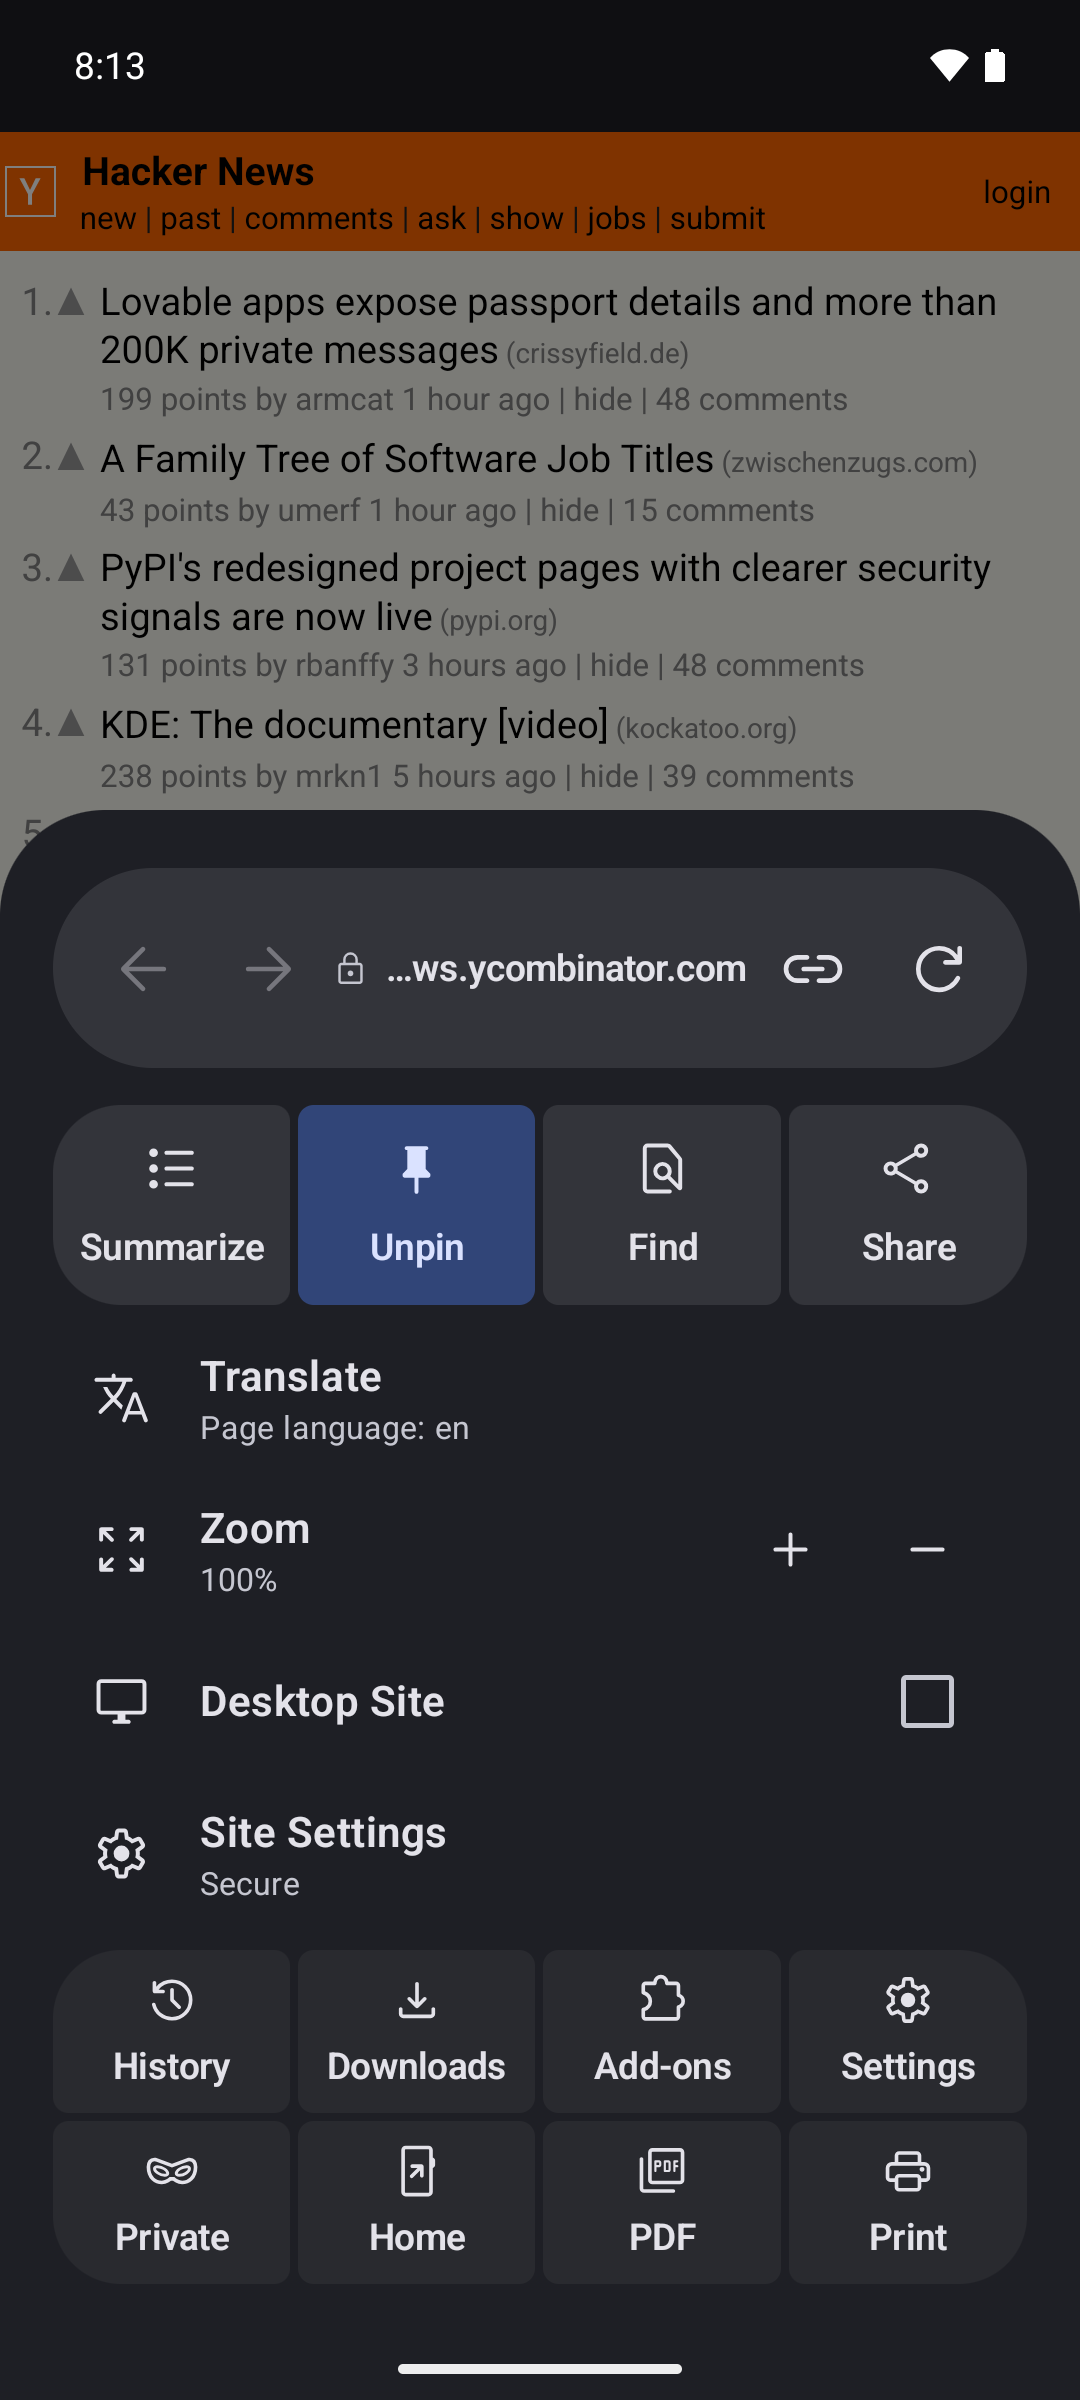 8:13
Y
Hacker News
new | past | comments | ask | show | jobs | submit
login
1. Lovable apps expose passport details and more than
200K private messages (crissyfield.de)
199 points by armcat 1 hour ago | hide | 48 comments
2. A Family Tree of Software Job Titles (zwischenzugs.com)
43 points by umerf 1 hour ago | hide | 15 comments
3. PyPI's redesigned project pages with clearer security
signals are now live (pypi.org)
131 points by rbanffy 3 hours ago | hide | 48 comments
4. KDE: The documentary [video] (kockatoo.org)
238 points by mrkn1 5 hours ago | hide | 39 comments
5
...ws.ycombinator.com
Summarize
Unpin
Find
Share
Translate
Page language: en
Zoom
100%
Desktop Site
Site Settings
Secure
History
Downloads
Add-ons
Settings
Private
Home
PDF
PDF
Print